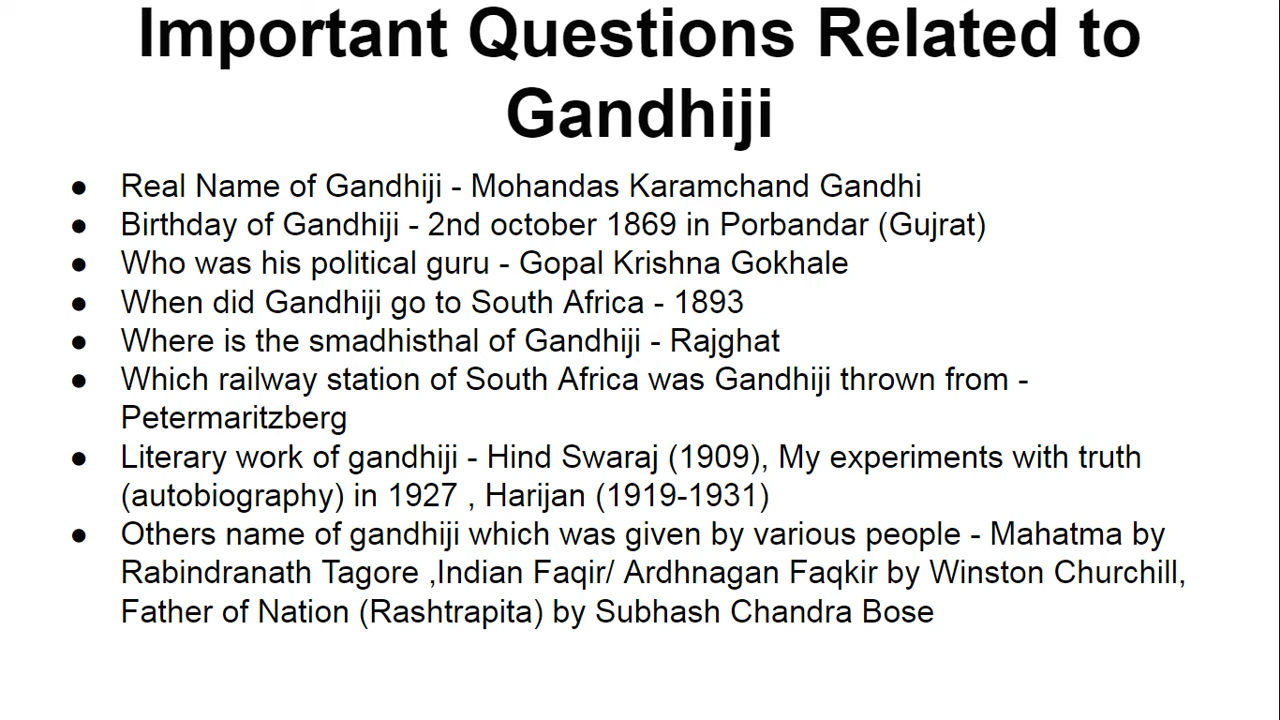 Important Questions Related to
Gandhiji
● Real Name of Gandhiji - Mohandas Karamchand Gandhi
● Birthday of Gandhiji - 2nd october 1869 in Porbandar (Gujrat)
● Who was his political guru - Gopal Krishna Gokhale
● When did Gandhiji go to South Africa - 1893
● Where is the smadhisthal of Gandhiji - Rajghat
● Which railway station of South Africa was Gandhiji thrown from -
Petermaritzberg
● Literary work of gandhiji - Hind Swaraj (1909), My experiments with truth
(autobiography) in 1927 , Harijan (1919-1931)
● Others name of gandhiji which was given by various people - Mahatma by
Rabindranath Tagore ,Indian Faqir/ Ardhnagan Faqkir by Winston Churchill,
Father of Nation (Rashtrapita) by Subhash Chandra Bose